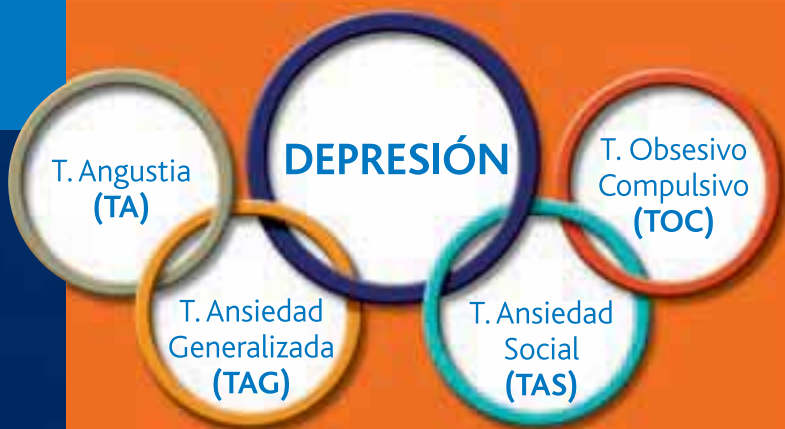 T. Angustia
(TA)
DEPRESIÓN
T. Obsesivo
Compulsivo
(TOC)
T. Ansiedad
Generalizada
(TAG)
T. Ansiedad
Social
(TAS)